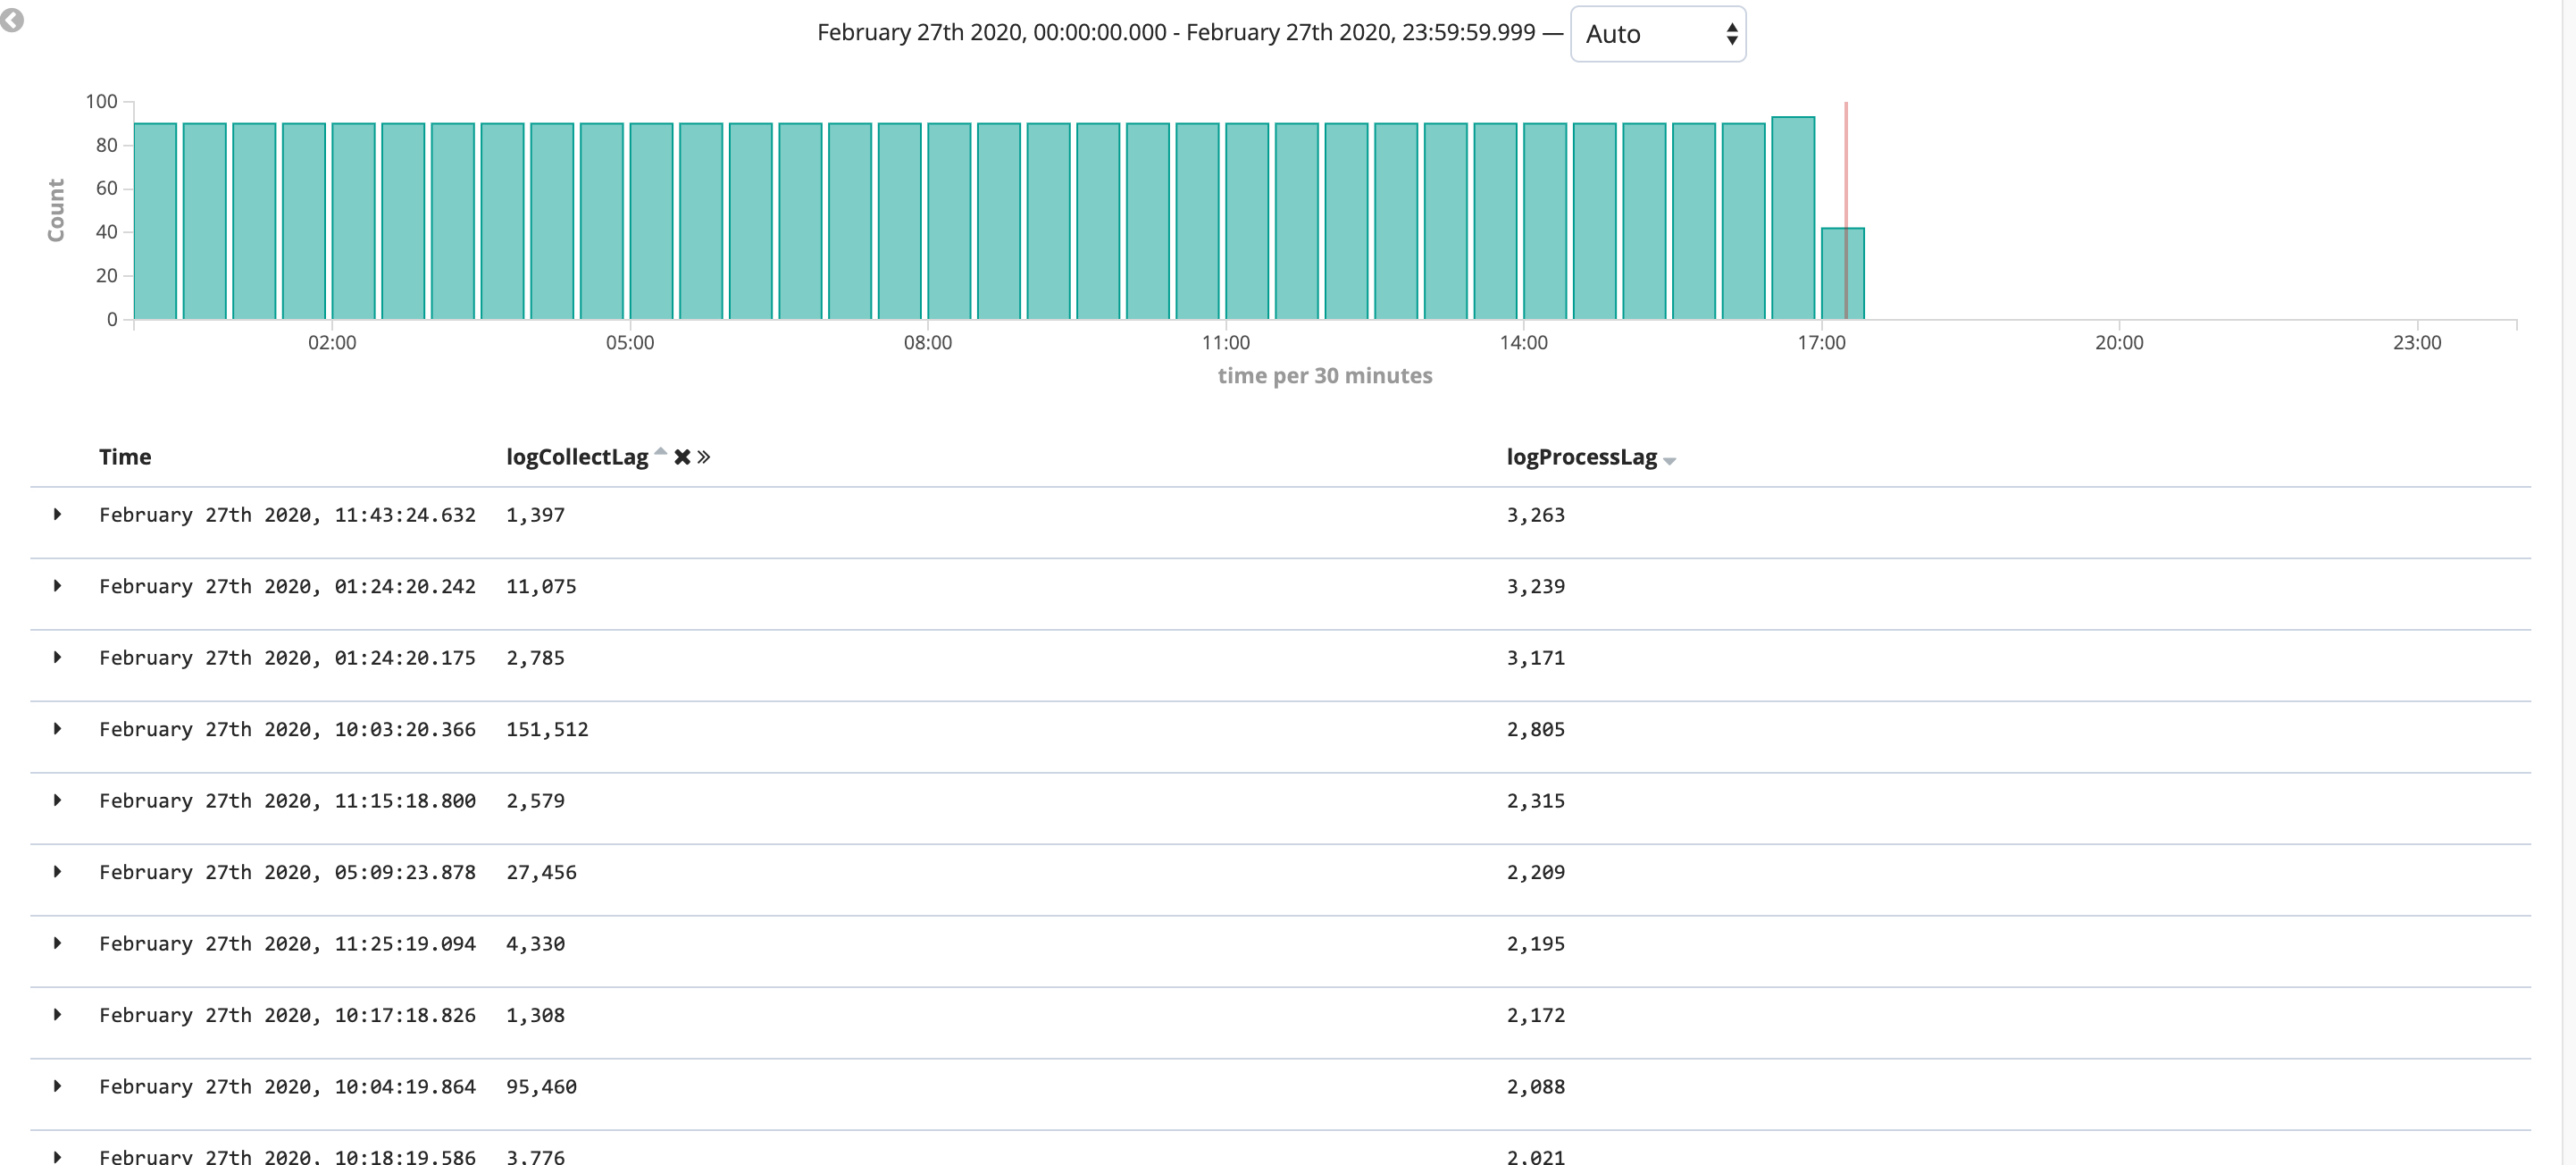 February 27th 2020, 00:00:00.000 - February 27th 2020, 23:59:59.999 — Auto
100
80
60
40
20
0
Count
02:00 05:00 08:00 11:00 14:00 17:00 20:00 23:00
time per 30 minutes
Time logCollectLag logProcessLag
February 27th 2020, 11:43:24.632 1,397 3,263
February 27th 2020, 01:24:20.242 11,075 3,239
February 27th 2020, 01:24:20.175 2,785 3,171
February 27th 2020, 10:03:20.366 151,512 2,805
February 27th 2020, 11:15:18.800 2,579 2,315
February 27th 2020, 05:09:23.878 27,456 2,209
February 27th 2020, 11:25:19.094 4,330 2,195
February 27th 2020, 10:17:18.826 1,308 2,172
February 27th 2020, 10:04:19.864 95,460 2,088
February 27th 2020, 10:18:19.586 3,776 2,021